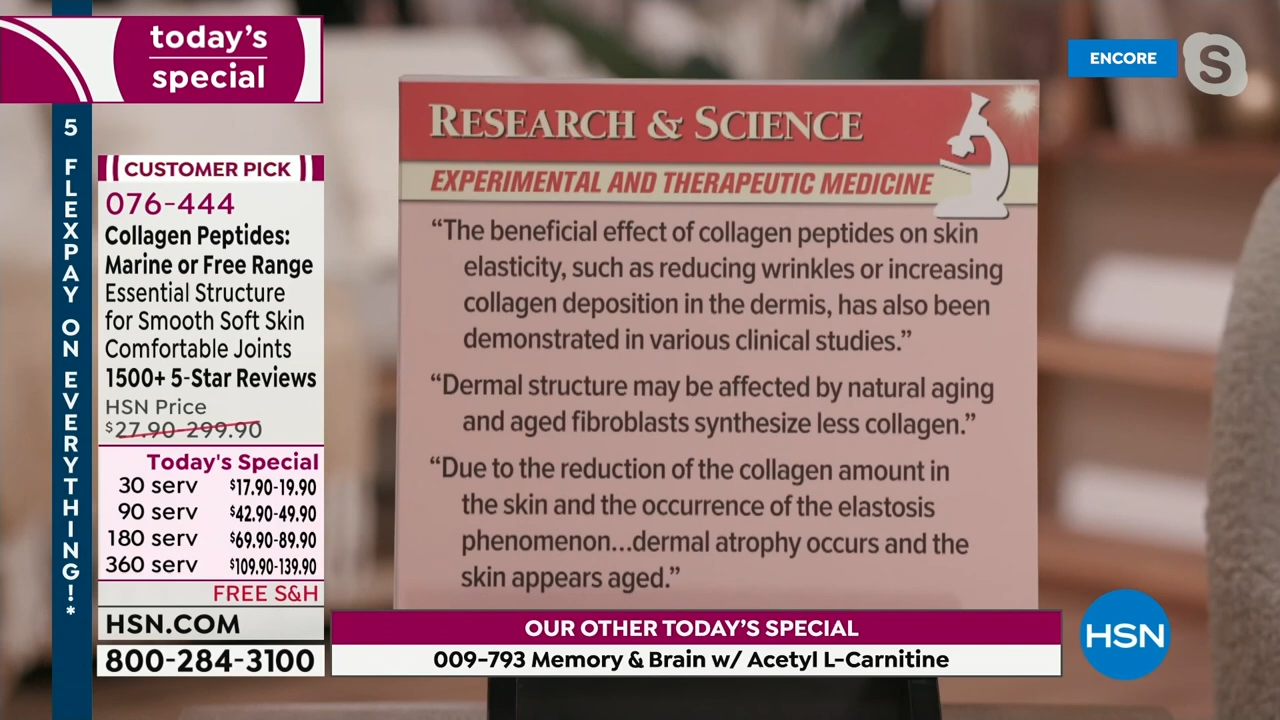 today's
special
ENCORE
S
5 FLEXPAY ON EVERYTHING!*
CUSTOMER PICK
076-444
Collagen Peptides:
Marine or Free Range
Essential Structure
for Smooth Soft Skin
Comfortable Joints
1500+ 5-Star Reviews
HSN Price
$27.90-299.90
Today's Special
30 serv $17.90-19.90
90 serv $42.90-49.90
180 serv $69.90-89.90
360 serv $109.90-139.90
FREE S&H
HSN.COM
800-284-3100
RESEARCH & SCIENCE
EXPERIMENTAL AND THERAPEUTIC MEDICINE
“The beneficial effect of collagen peptides on skin
elasticity, such as reducing wrinkles or increasing
collagen deposition in the dermis, has also been
demonstrated in various clinical studies.”
“Dermal structure may be affected by natural aging
and aged fibroblasts synthesize less collagen.”
“Due to the reduction of the collagen amount in
the skin and the occurrence of the elastosis
phenomenon...dermal atrophy occurs and the
skin appears aged.”
OUR OTHER TODAY'S SPECIAL
009-793 Memory & Brain w/ Acetyl L-Carnitine
HSN